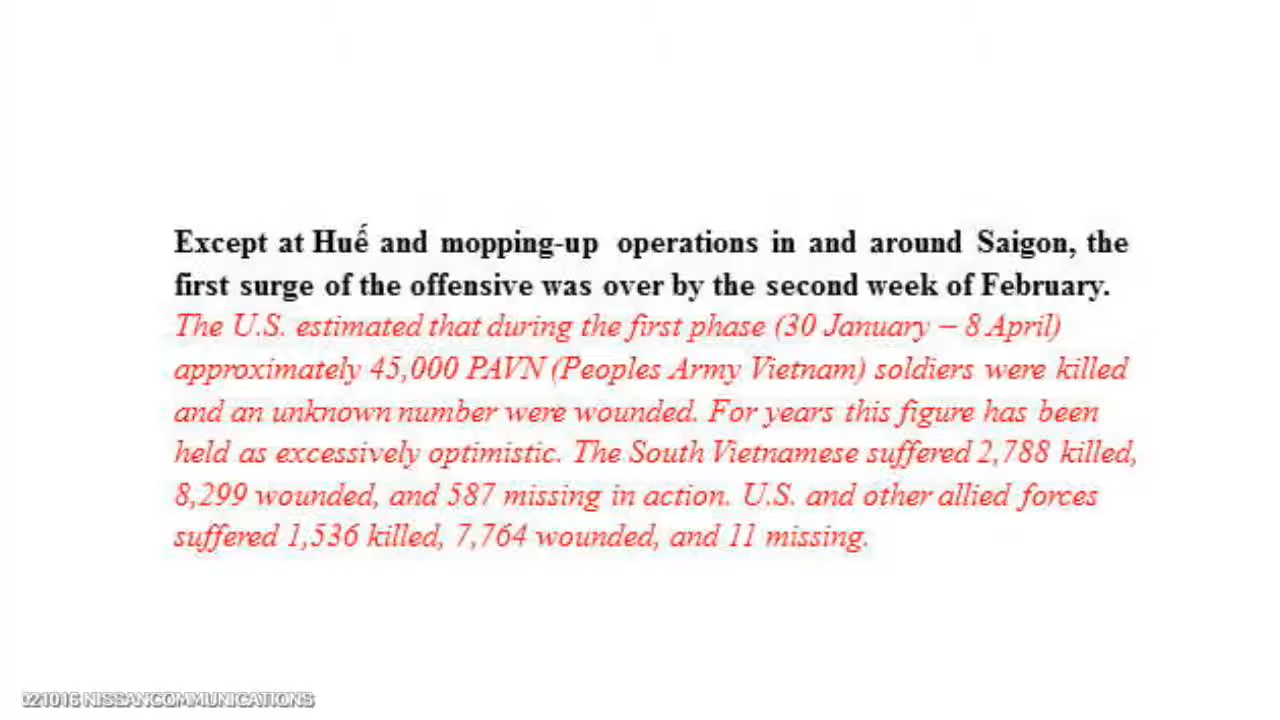 Except at Huế and mopping-up operations in and around Saigon, the
first surge of the offensive was over by the second week of February.
The U.S. estimated that during the first phase (30 January – 8 April)
approximately 45,000 PAVN (Peoples Army Vietnam) soldiers were killed
and an unknown number were wounded. For years this figure has been
held as excessively optimistic. The South Vietnamese suffered 2,788 killed,
8,299 wounded, and 587 missing in action. U.S. and other allied forces
suffered 1,536 killed, 7,764 wounded, and 11 missing.
021016 NISSANCOMMUNICATIONS